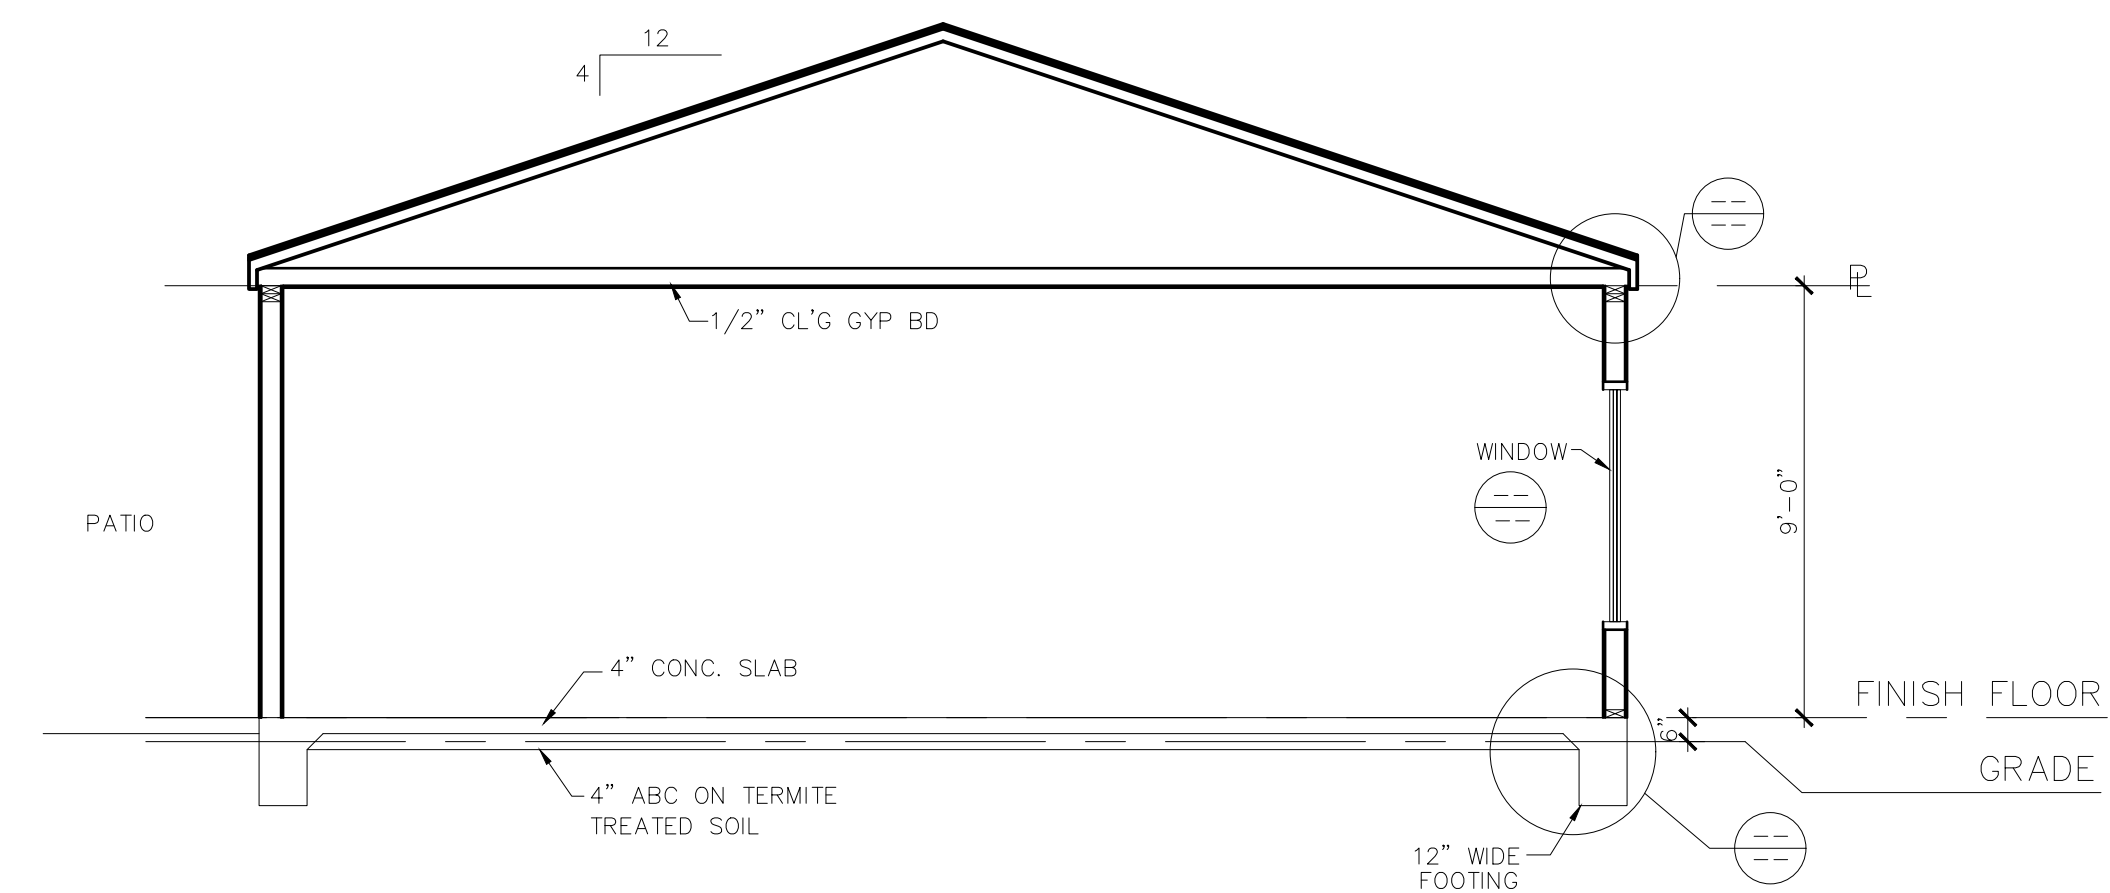 12
4
PL
1/2" CL'G GYP BD
WINDOW
9'-0"
PATIO
4" CONC. SLAB
FINISH FLOOR
6"
GRADE
4" ABC ON TERMITE
TREATED SOIL
12" WIDE
FOOTING